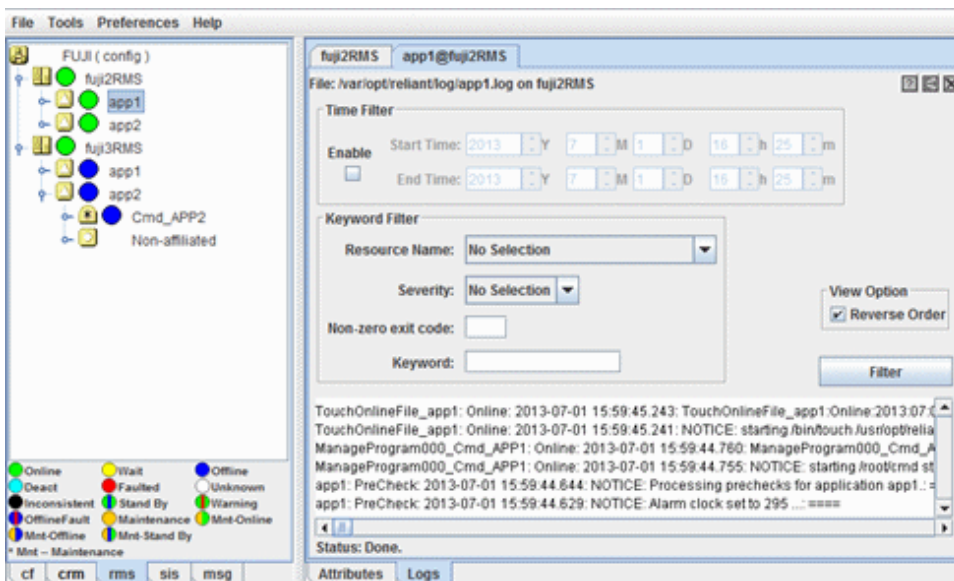 File Tools Preferences Help
FUJI ( config )
fuji2RMS
app1
app2
fuji3RMS
app1
app2
Cmd_APP2
Non-affiliated
Online Wait Offline
Deact Faulted Unknown
Inconsistent Stand By Warning
OfflineFault Maintenance Mnt-Online
Mnt-Offline Mnt-Stand By
* Mnt -- Maintenance
cf crm rms sis msg
fuji2RMS app1@fuji2RMS
File: /var/opt/reliant/log/app1.log on fuji2RMS
Time Filter
Enable
Start Time: 2013 Y 7 M 1 D 16 h 25 m
End Time: 2013 Y 7 M 1 D 16 h 25 m
Keyword Filter
Resource Name: No Selection
Severity: No Selection
Non-zero exit code:
Keyword:
View Option
Reverse Order
Filter
TouchOnlineFile_app1: Online: 2013-07-01 15:59:45.243: TouchOnlineFile_app1:Online:2013:07:
TouchOnlineFile_app1: Online: 2013-07-01 15:59:45.241: NOTICE: starting /bin/touch /usr/opt/relia
ManageProgram000_Cmd_APP1: Online: 2013-07-01 15:59:44.760: ManageProgram000_Cmd_A
ManageProgram000_Cmd_APP1: Online: 2013-07-01 15:59:44.755: NOTICE: starting /root/cmd st
app1: PreCheck: 2013-07-01 15:59:44.644: NOTICE: Processing prechecks for application app1.: =
app1: PreCheck: 2013-07-01 15:59:44.629: NOTICE: Alarm clock set to 295 ...: ====
Status: Done.
Attributes Logs